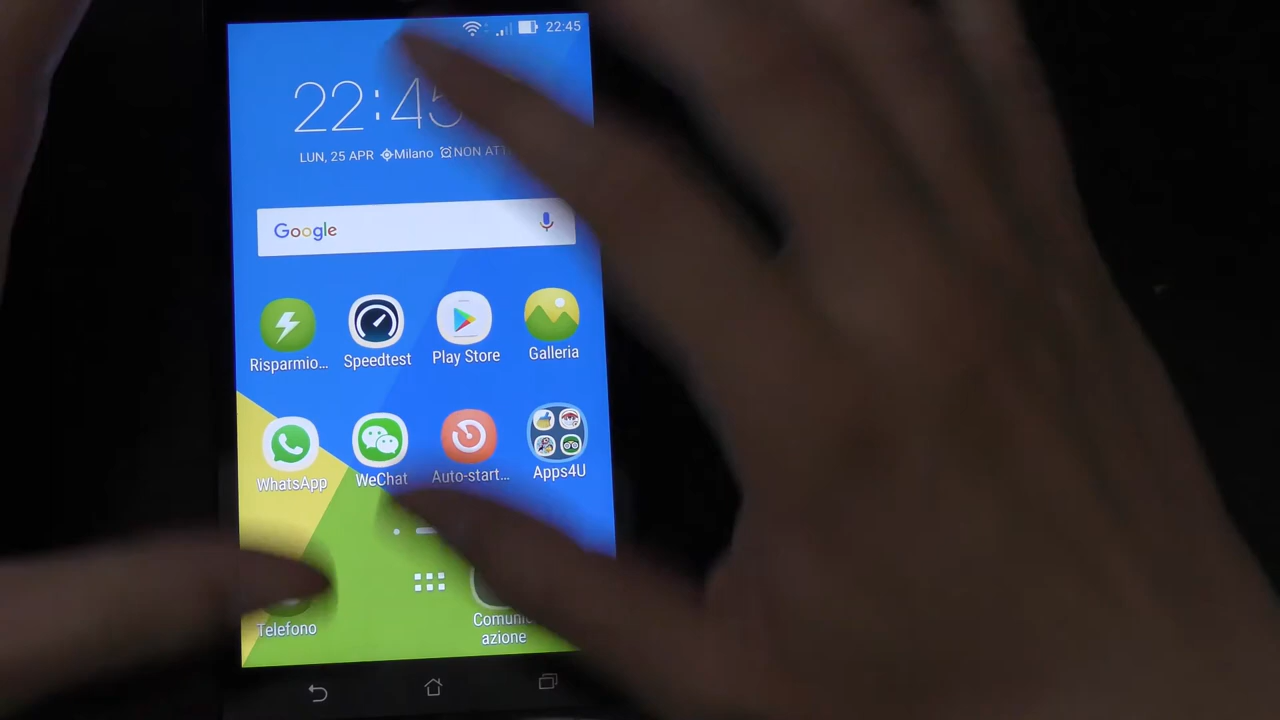 22:45
22:45
LUN, 25 APR Milano NON
Google
Risparmio... Speedtest Play Store Galleria
WhatsApp WeChat Auto-start... Apps4U
Telefono
azione